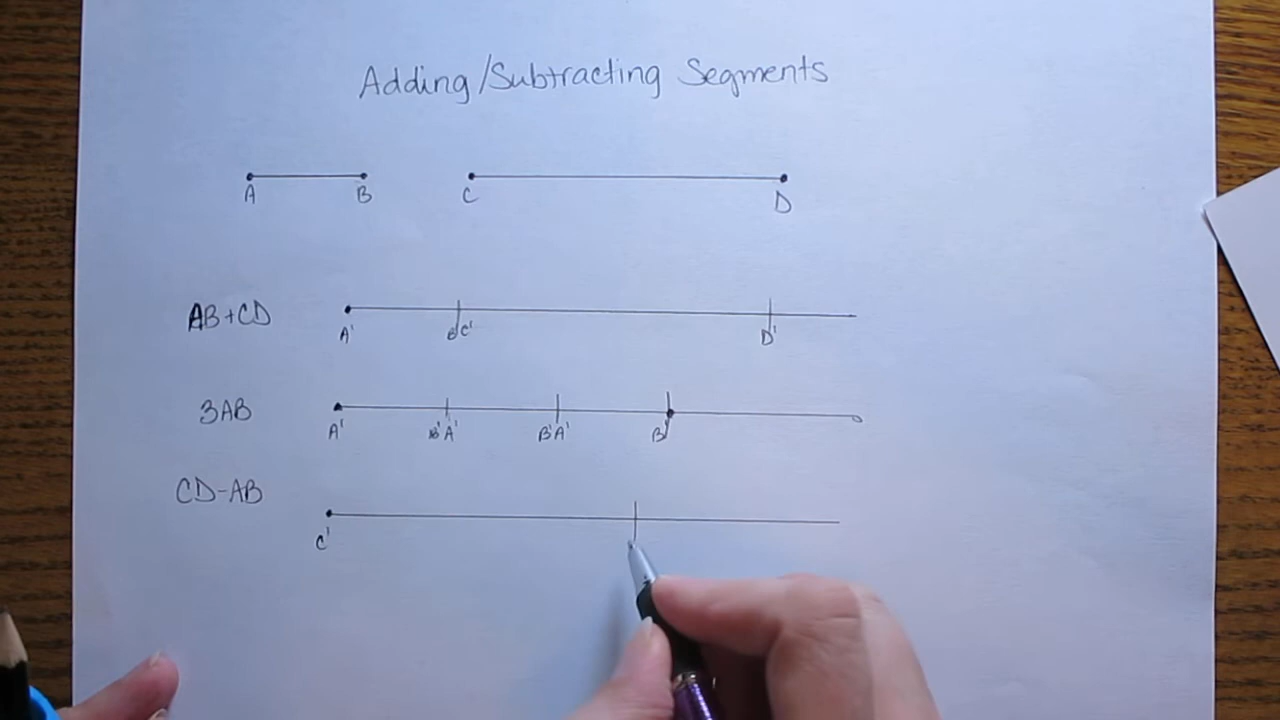 Adding/Subtracting Segments
A B C D
AB+CD
A' B'C' D'
3AB
A' B'A' B'A' B'
CD-AB
C'